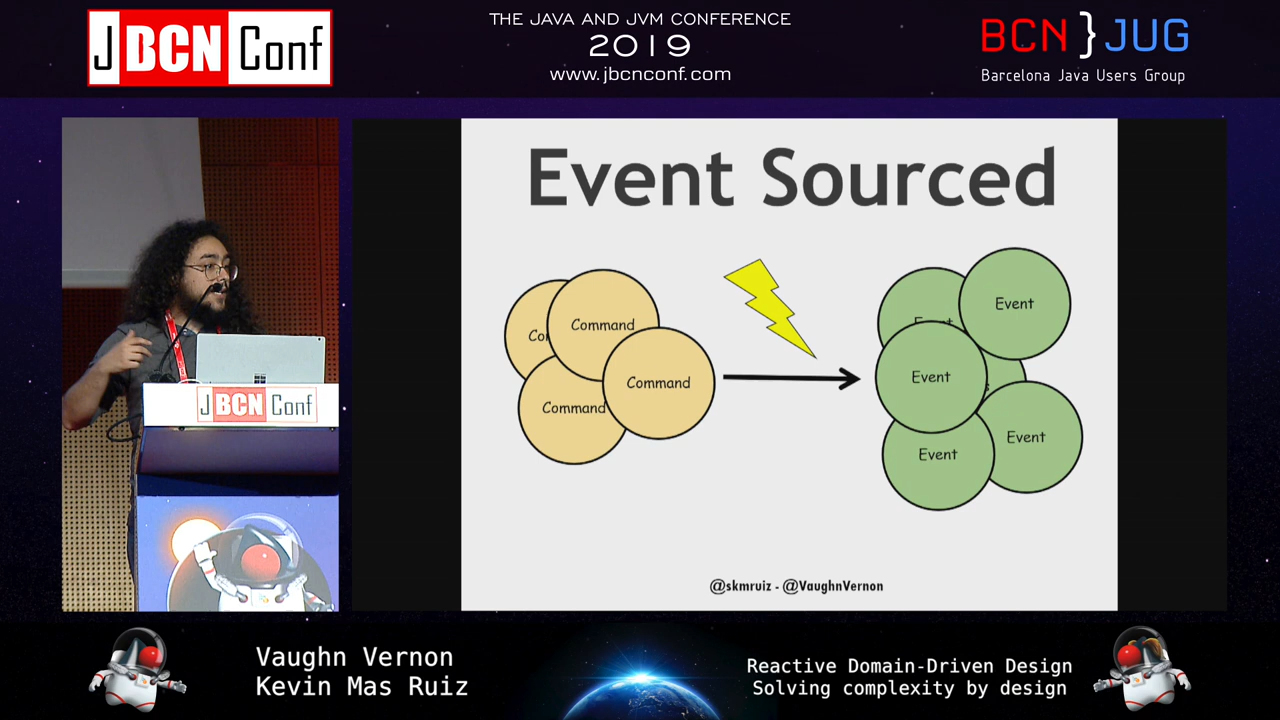 J BCN Conf
THE JAVA AND JVM CONFERENCE
2019
www.jbcnconf.com
BCN } JUG
Barcelona Java Users Group
Event Sourced
Command
Command
Command
Event
Event
Event
Event
J BCN Conf
@skmruiz - @VaughnVernon
Vaughn Vernon
Kevin Mas Ruiz
Reactive Domain-Driven Design
Solving complexity by design